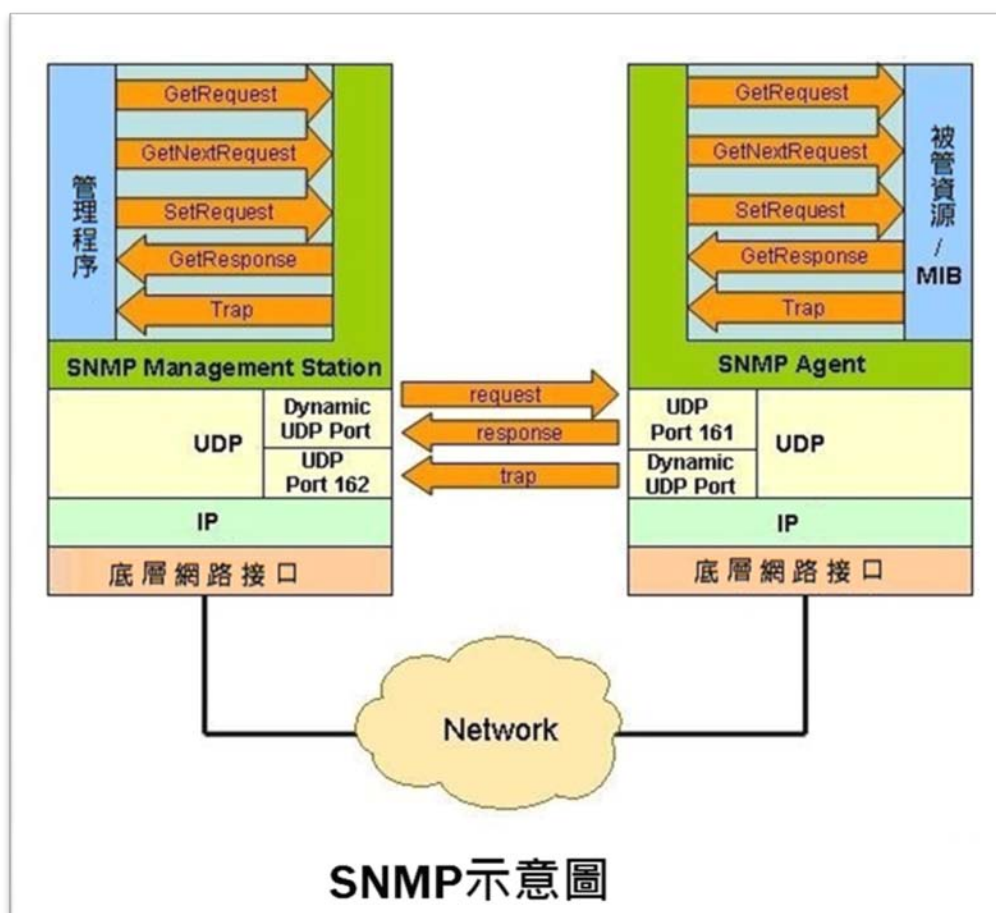 管理程序
GetRequest
GetNextRequest
SetRequest
GetResponse
Trap
SNMP Management Station
UDP
Dynamic
UDP Port
UDP
Port 162
IP
底層網路接口
request
response
trap
GetRequest
GetNextRequest
SetRequest
GetResponse
Trap
被管資源
/
MIB
SNMP Agent
UDP
Port 161
Dynamic
UDP Port
UDP
IP
底層網路接口
Network
SNMP示意圖